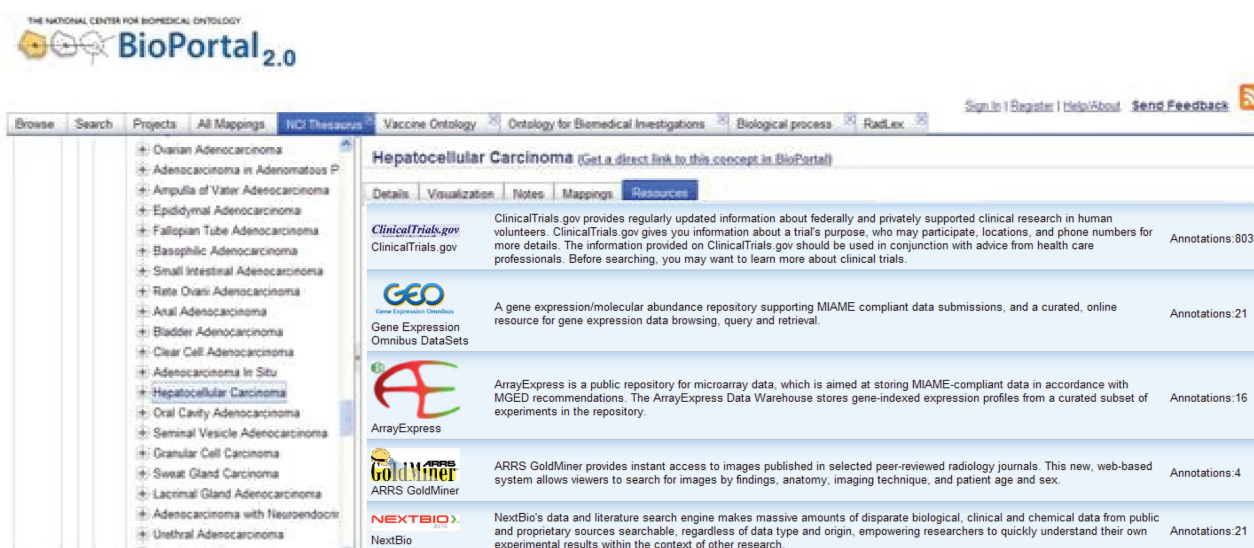 THE NATIONAL CENTER FOR BIOMEDICAL ONTOLOGY
BioPortal 2.0
Sign In | Register | Help/About Send Feedback
Browse Search Projects All Mappings NCI Thesaurus Vaccine Ontology Ontology for Biomedical Investigations Biological process RadLex
Ovarian Adenocarcinoma
Adenocarcinoma in Adenomatous P
Ampulla of Vater Adenocarcinoma
Epididymal Adenocarcinoma
Fallopian Tube Adenocarcinoma
Basophilic Adenocarcinoma
Small Intestinal Adenocarcinoma
Rete Ovarii Adenocarcinoma
Anal Adenocarcinoma
Bladder Adenocarcinoma
Clear Cell Adenocarcinoma
Adenocarcinoma In Situ
Hepatocellular Carcinoma
Oral Cavity Adenocarcinoma
Seminal Vesicle Adenocarcinoma
Granular Cell Carcinoma
Sweat Gland Carcinoma
Lacrimal Gland Adenocarcinoma
Adenocarcinoma with Neuroendocrin
Urethral Adenocarcinoma
Hepatocellular Carcinoma (Get a direct link to this concept in BioPortal)
Details Visualization Notes Mappings Resources
ClinicalTrials.gov
ClinicalTrials.gov
ClinicalTrials.gov provides regularly updated information about federally and privately supported clinical research in human
volunteers. ClinicalTrials.gov gives you information about a trial's purpose, who may participate, locations, and phone numbers for
more details. The information provided on ClinicalTrials.gov should be used in conjunction with advice from health care
professionals. Before searching, you may want to learn more about clinical trials.
Annotations:803
GEO
Gene Expression Omnibus
Gene Expression
Omnibus DataSets
A gene expression/molecular abundance repository supporting MIAME compliant data submissions, and a curated, online
resource for gene expression data browsing, query and retrieval.
Annotations:21
AE
ArrayExpress
ArrayExpress is a public repository for microarray data, which is aimed at storing MIAME-compliant data in accordance with
MGED recommendations. The ArrayExpress Data Warehouse stores gene-indexed expression profiles from a curated subset of
experiments in the repository.
Annotations:16
ARRS
GoldMiner
ARRS GoldMiner
ARRS GoldMiner provides instant access to images published in selected peer-reviewed radiology journals. This new, web-based
system allows viewers to search for images by findings, anatomy, imaging technique, and patient age and sex.
Annotations:4
NEXTBIO
BETA
NextBio
NextBio's data and literature search engine makes massive amounts of disparate biological, clinical and chemical data from public
and proprietary sources searchable, regardless of data type and origin, empowering researchers to quickly understand their own
experimental results within the context of other research.
Annotations:21